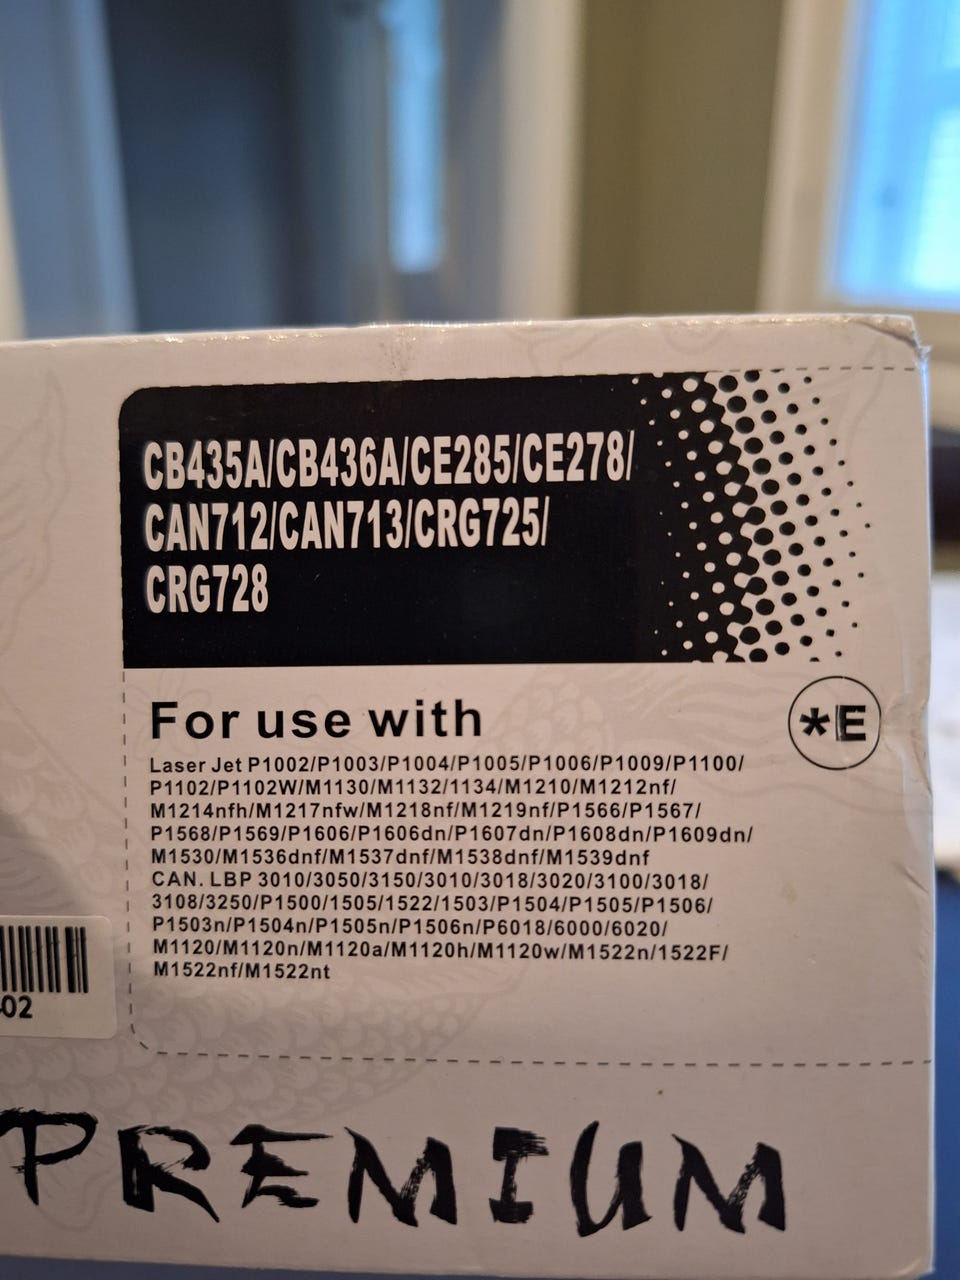 CB435A/CB436A/CE285/CE278/
CAN712/CAN713/CRG725/
CRG728
For use with
*E
Laser Jet P1002/P1003/P1004/P1005/P1006/P1009/P1100/
P1102/P1102W/M1130/M1132/1134/M1210/M1212nf/
M1214nfh/M1217nfw/M1218nf/M1219nf/P1566/P1567/
P1568/P1569/P1606/P1606dn/P1607dn/P1608dn/P1609dn/
M1530/M1536dnf/M1537dnf/M1538dnf/M1539dnf
CAN. LBP 3010/3050/3150/3010/3018/3020/3100/3018/
3108/3250/P1500/1505/1522/1503/P1504/P1505/P1506/
P1503n/P1504n/P1505n/P1506n/P6018/6000/6020/
M1120/M1120n/M1120a/M1120h/M1120w/M1522n/1522F/
M1522nf/M1522nt
-02
PREMIUM